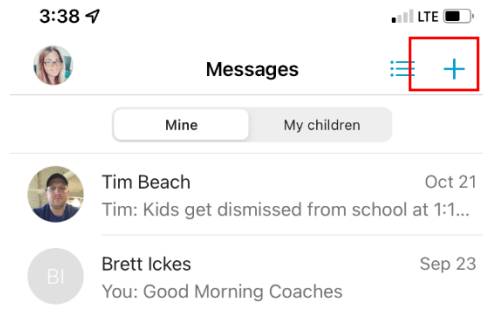 3:38 LTE
Messages
Mine My children
Tim Beach Oct 21
Tim: Kids get dismissed from school at 1:1...
BI Brett Ickes Sep 23
You: Good Morning Coaches